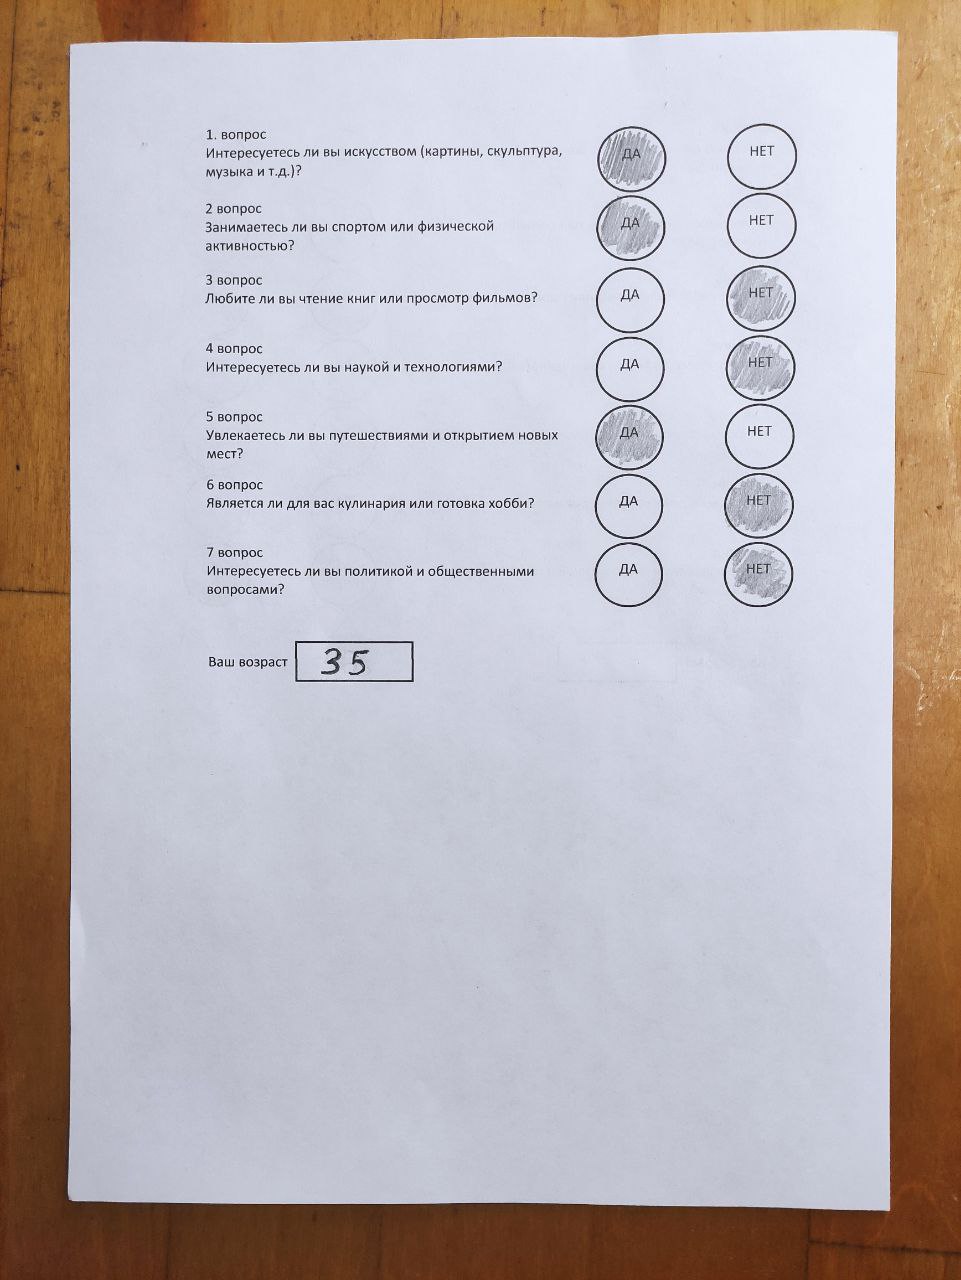 1. вопрос
Интересуетесь ли вы искусством (картины, скульптура,
музыка и т.д.)?
ДА
НЕТ
2 вопрос
Занимаетесь ли вы спортом или физической
активностью?
ДА
НЕТ
3 вопрос
Любите ли вы чтение книг или просмотр фильмов?
ДА
НЕТ
4 вопрос
Интересуетесь ли вы наукой и технологиями?
ДА
НЕТ
5 вопрос
Увлекаетесь ли вы путешествиями и открытием новых
мест?
ДА
НЕТ
6 вопрос
Является ли для вас кулинария или готовка хобби?
ДА
НЕТ
7 вопрос
Интересуетесь ли вы политикой и общественными
вопросами?
ДА
НЕТ
Ваш возраст 35